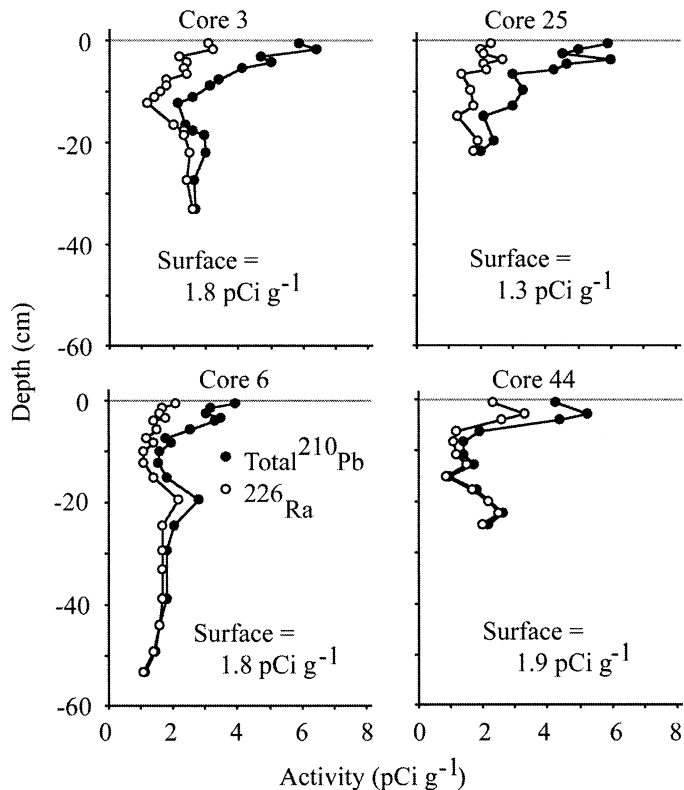 Core 3
Core 25
0
-20
-40
-60
Surface =
1.8 pCi g-1
Surface =
1.3 pCi g-1
Depth (cm)
Core 6
Core 44
0
-20
-40
-60
Total 210Pb
226Ra
Surface =
1.8 pCi g-1
Surface =
1.9 pCi g-1
0 2 4 6 8
0 2 4 6 8
Activity (pCi g-1)